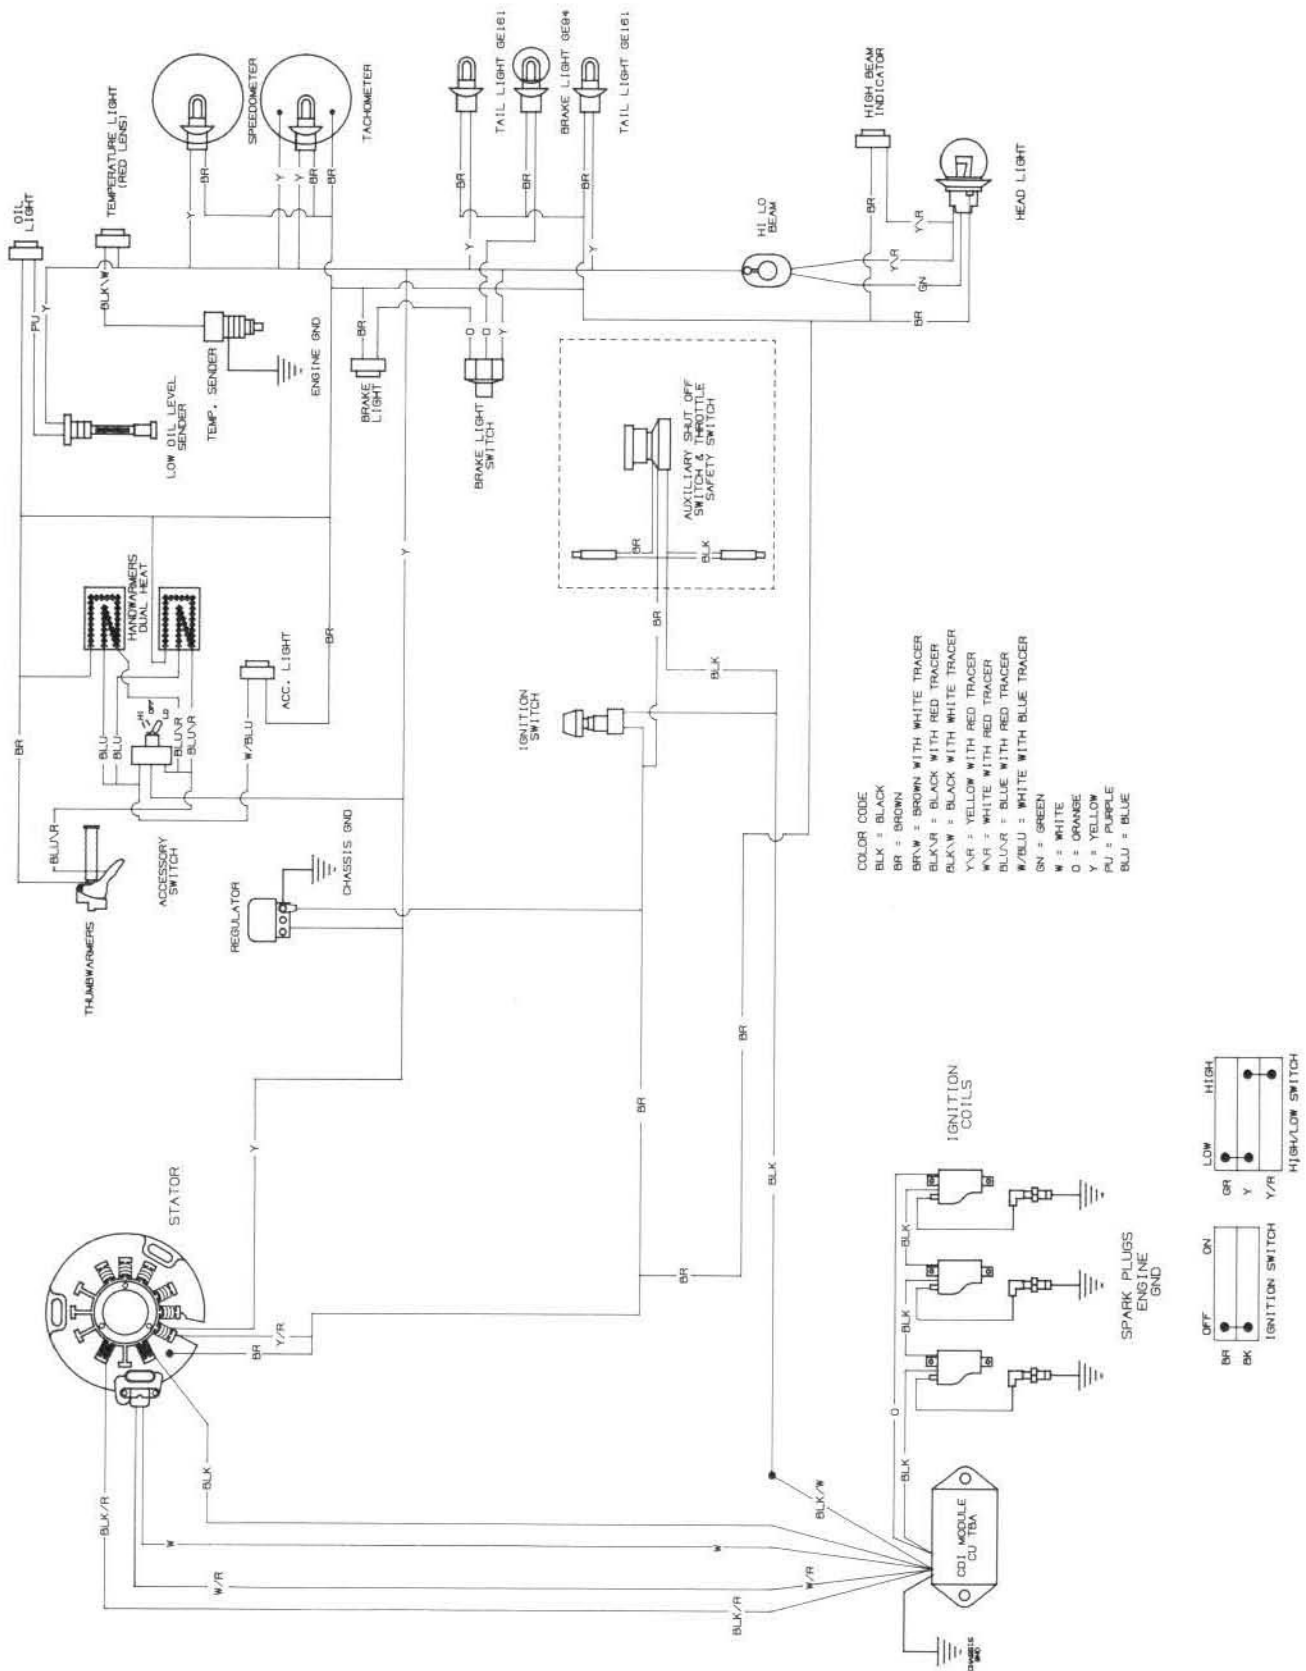 OIL
LIGHT
TEMPERATURE LIGHT
(RED LENS)
SPEEDOMETER
TACHOMETER
TAIL LIGHT GE161
BRAKE LIGHT GE94
TAIL LIGHT GE161
HIGH BEAM
INDICATOR
HEAD LIGHT
HI LO
BEAM
BR
BR
BR
BR
Y
Y
Y
BR
BR
BR
Y
Y
BR
Y\R
Y\R
GN
BR
PU
Y
BLK\W
LOW OIL LEVEL
SENDER
TEMP. SENDER
ENGINE GND
BRAKE
LIGHT
BR
BRAKE LIGHT
SWITCH
O
O
Y
AUXILIARY SHUT OFF
SWITCH & THROTTLE
SAFETY SWITCH
BR
BLK
HANDWARMERS
DUAL HEAT
HI
OFF
LO
BLU
BLU
BLU\R
BLU\R
W/BLU
ACC. LIGHT
BR
Y
BR
BLU\R
THUMBWARMERS
ACCESSORY
SWITCH
REGULATOR
CHASSIS GND
IGNITION
SWITCH
BR
BLK
COLOR CODE
BLK = BLACK
BR = BROWN
BR\W = BROWN WITH WHITE TRACER
BLK\R = BLACK WITH RED TRACER
BLK\W = BLACK WITH WHITE TRACER
Y\R = YELLOW WITH RED TRACER
W\R = WHITE WITH RED TRACER
BLU\R = BLUE WITH RED TRACER
W/BLU = WHITE WITH BLUE TRACER
GN = GREEN
W = WHITE
O = ORANGE
Y = YELLOW
PU = PURPLE
BLU = BLUE
STATOR
Y
Y/R
BR
BR
BR
BR
BLK
BLK/R
BLK
W
W
W/R
W/R
BLK/R
BLK/W
IGNITION
COILS
BLK
BLK
BLK
O
SPARK PLUGS
ENGINE
GND
CDI MODULE
CU TBA
CHASSIS
GND
OFF ON
BR
BK
IGNITION SWITCH
LOW HIGH
GR
Y
Y/R
HIGH/LOW SWITCH